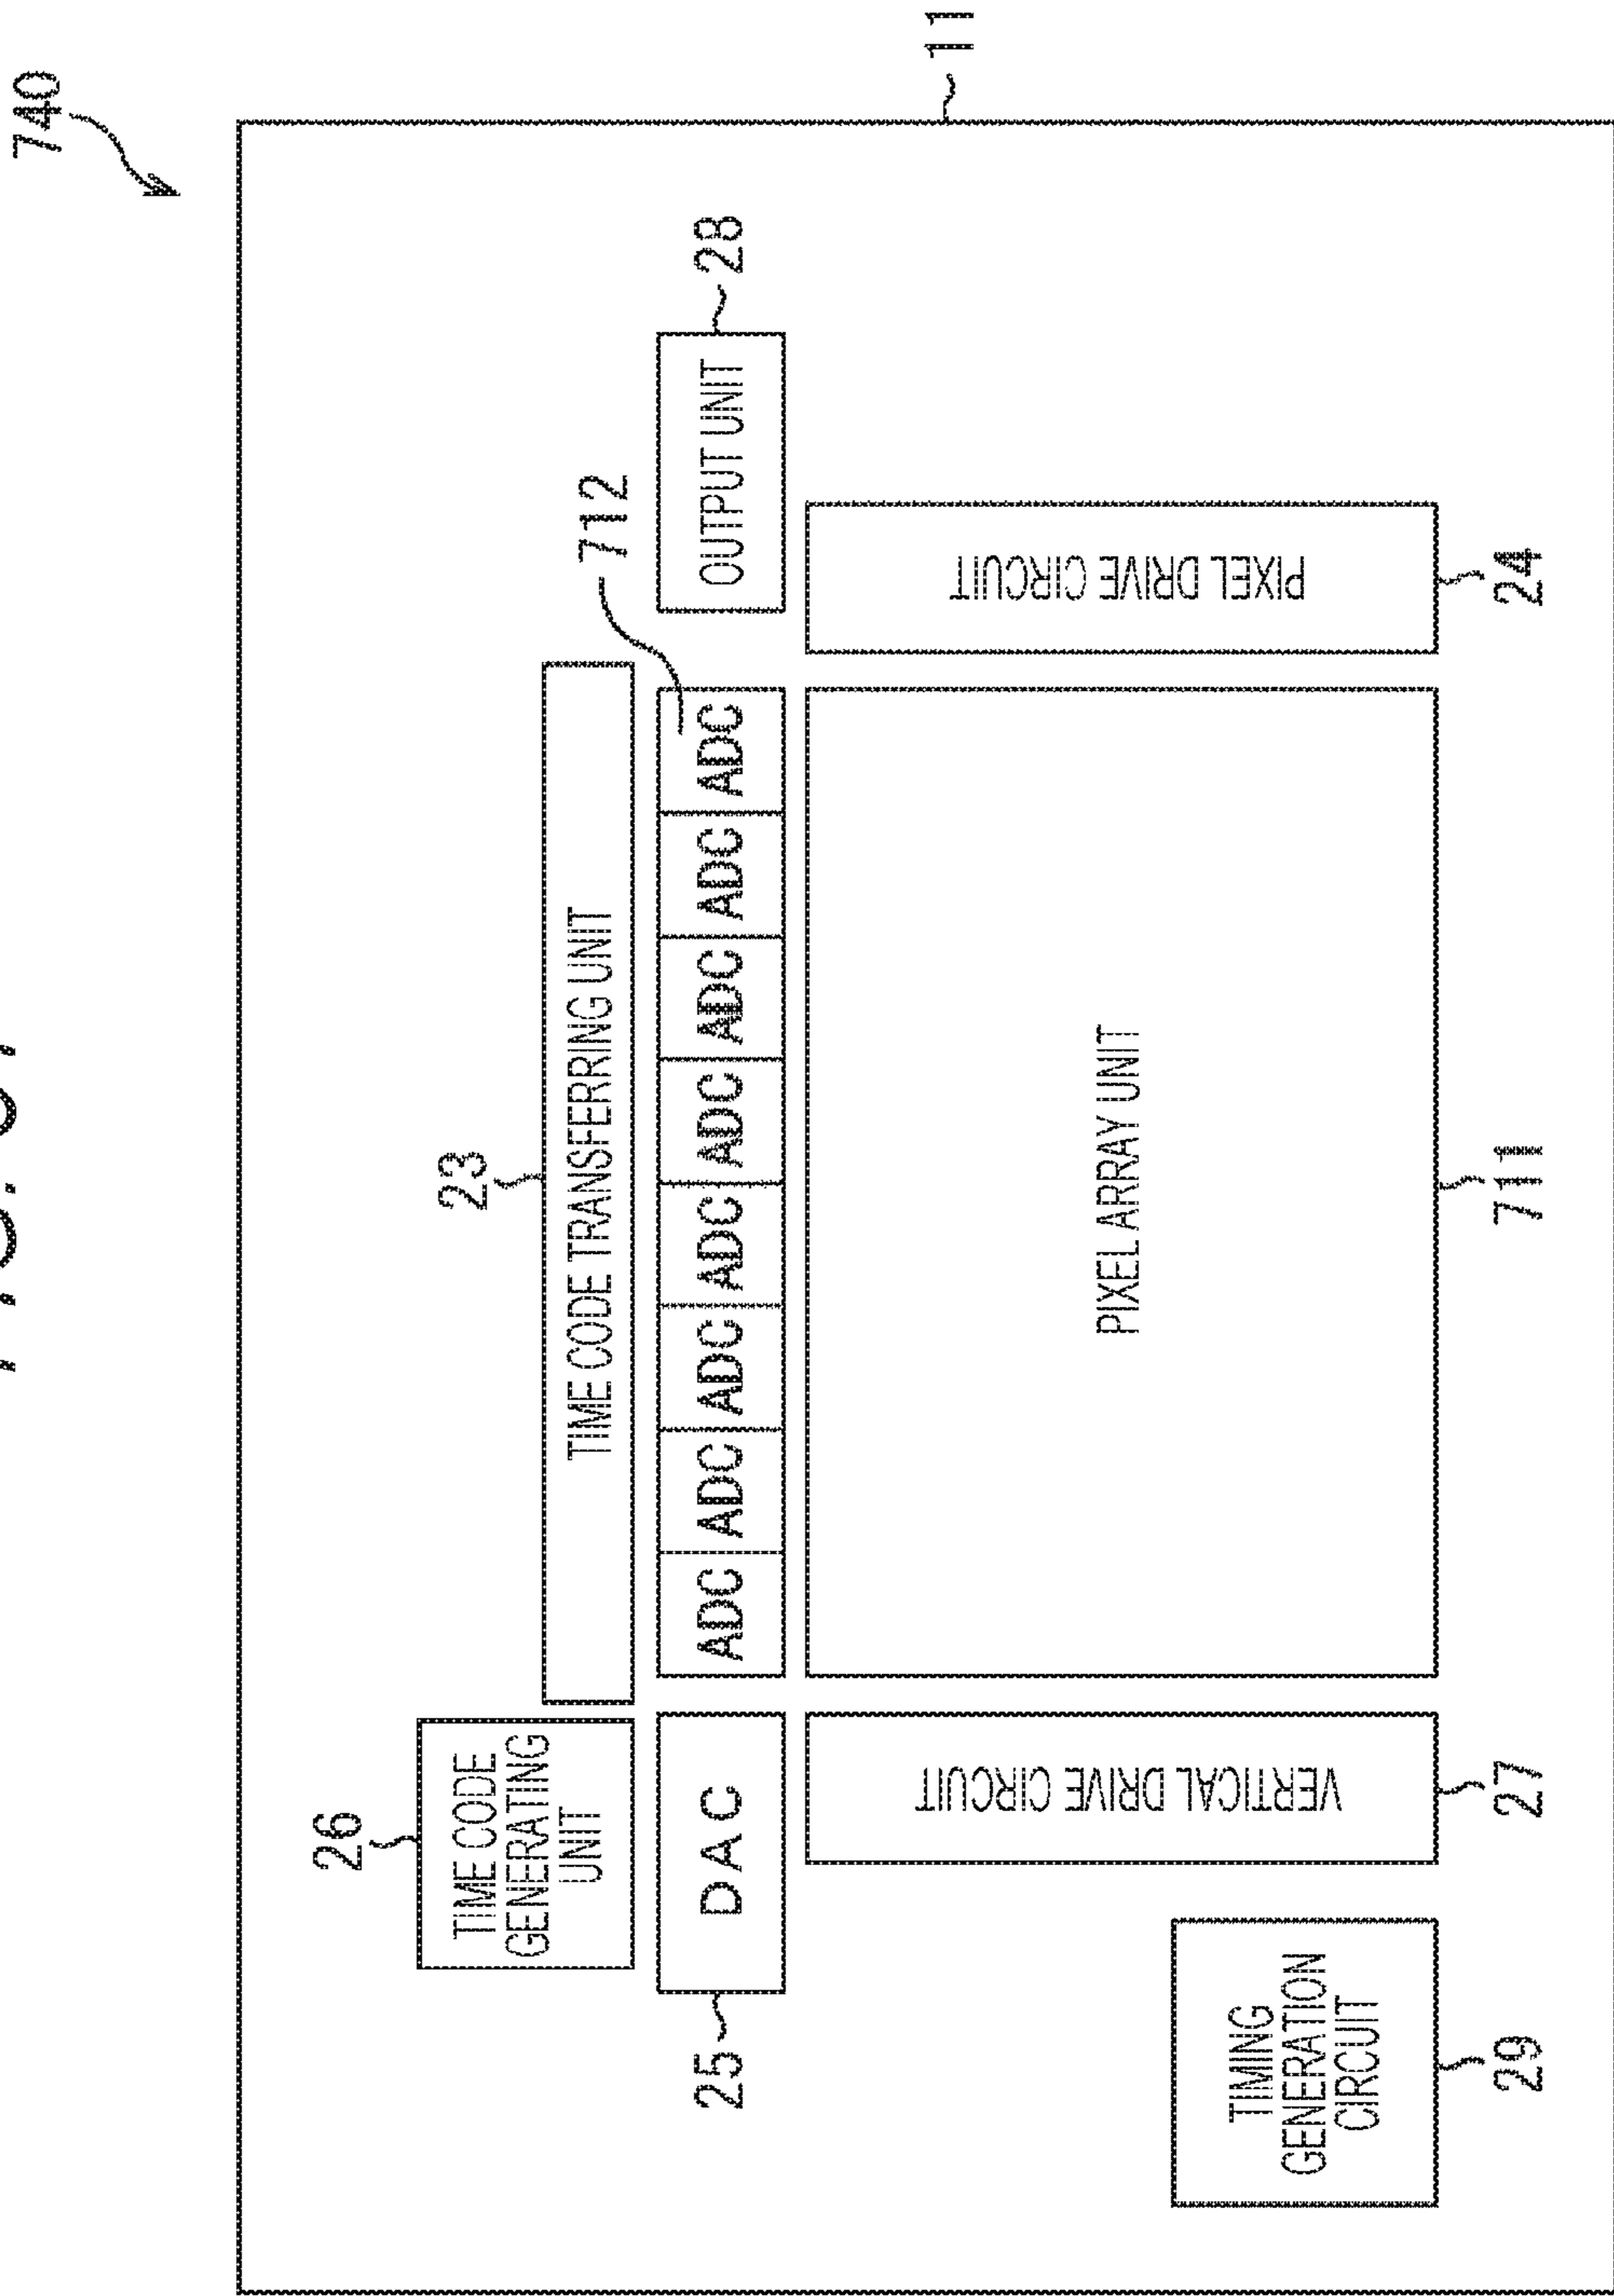 740
11
26
TIME CODE
GENERATING
UNIT
23
TIME CODE TRANSFERRING UNIT
712
25
DAC
ADC
ADC
ADC
ADC
ADC
ADC
ADC
ADC
OUTPUT UNIT
28
VERTICAL DRIVE CIRCUIT
PIXEL ARRAY UNIT
PIXEL DRIVE CIRCUIT
TIMING
GENERATION
CIRCUIT
29
27
711
24